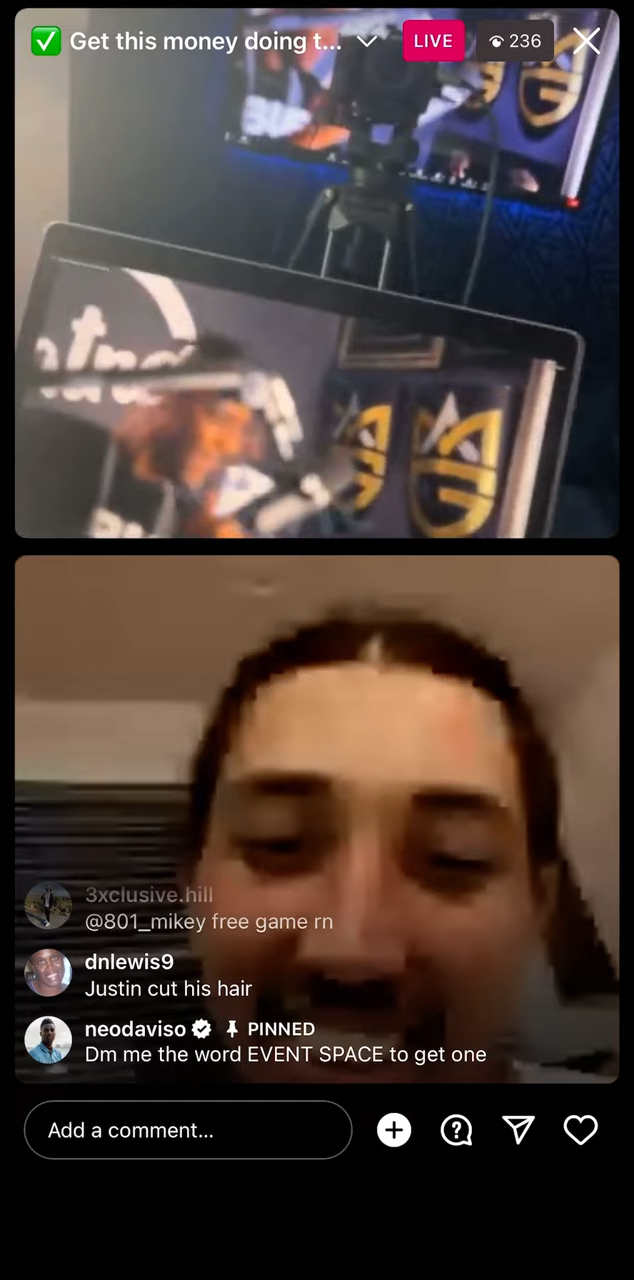 ✅ Get this money doing t...
LIVE
236
3xclusive.hill
@801_mikey free game rn
dnlewis9
Justin cut his hair
neodaviso PINNED
Dm me the word EVENT SPACE to get one
Add a comment...